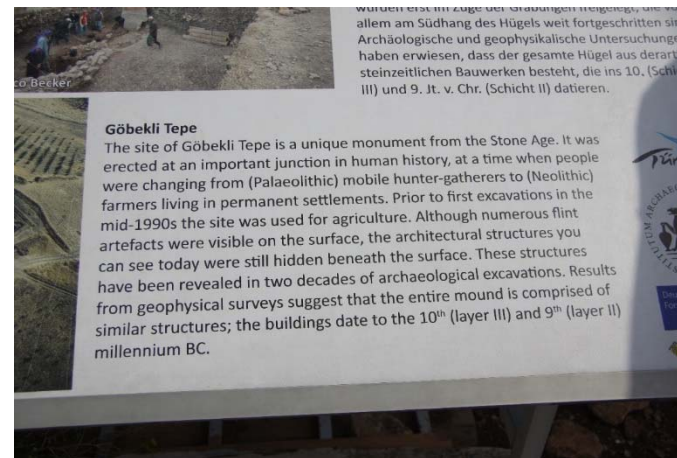 allem am Südhang des Hügels weit fortgeschritten
Archäologische und geophysikalische
haben erwiesen, dass der gesamte Hügel aus
steinzeitlichen Bauwerken besteht, die ins 10.
III) und 9. Jt. v. Chr. (Schicht II) datieren.
co Becker
Göbekli Tepe
The site of Göbekli Tepe is a unique monument from the Stone Age. It was
erected at an important junction in human history, at a time when people
were changing from (Palaeolithic) mobile hunter-gatherers to (Neolithic)
farmers living in permanent settlements. Prior to first excavations in the
mid-1990s the site was used for agriculture. Although numerous flint
artefacts were visible on the surface, the architectural structures you
can see today were still hidden beneath the surface. These structures
have been revealed in two decades of archaeological excavations. Results
from geophysical surveys suggest that the entire mound is comprised of
similar structures; the buildings date to the 10th (layer III) and 9th (layer II)
millennium BC.